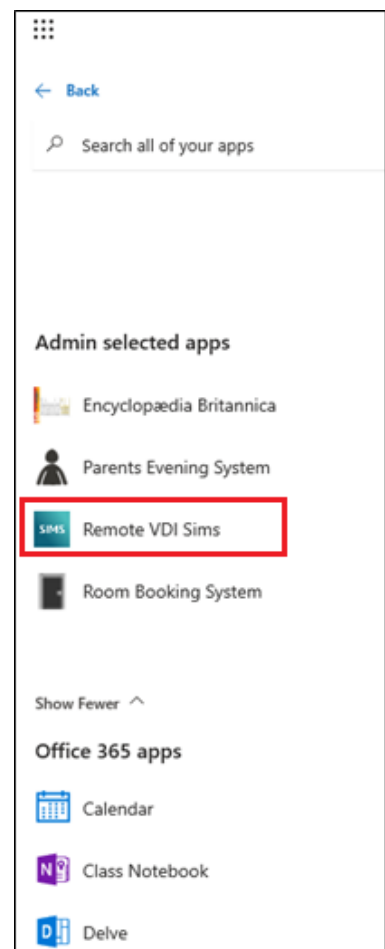 Back
Search all of your apps
Admin selected apps
Encyclopædia Britannica
Parents Evening System
SIMS Remote VDI Sims
Room Booking System
Show Fewer
Office 365 apps
Calendar
N Class Notebook
D Delve